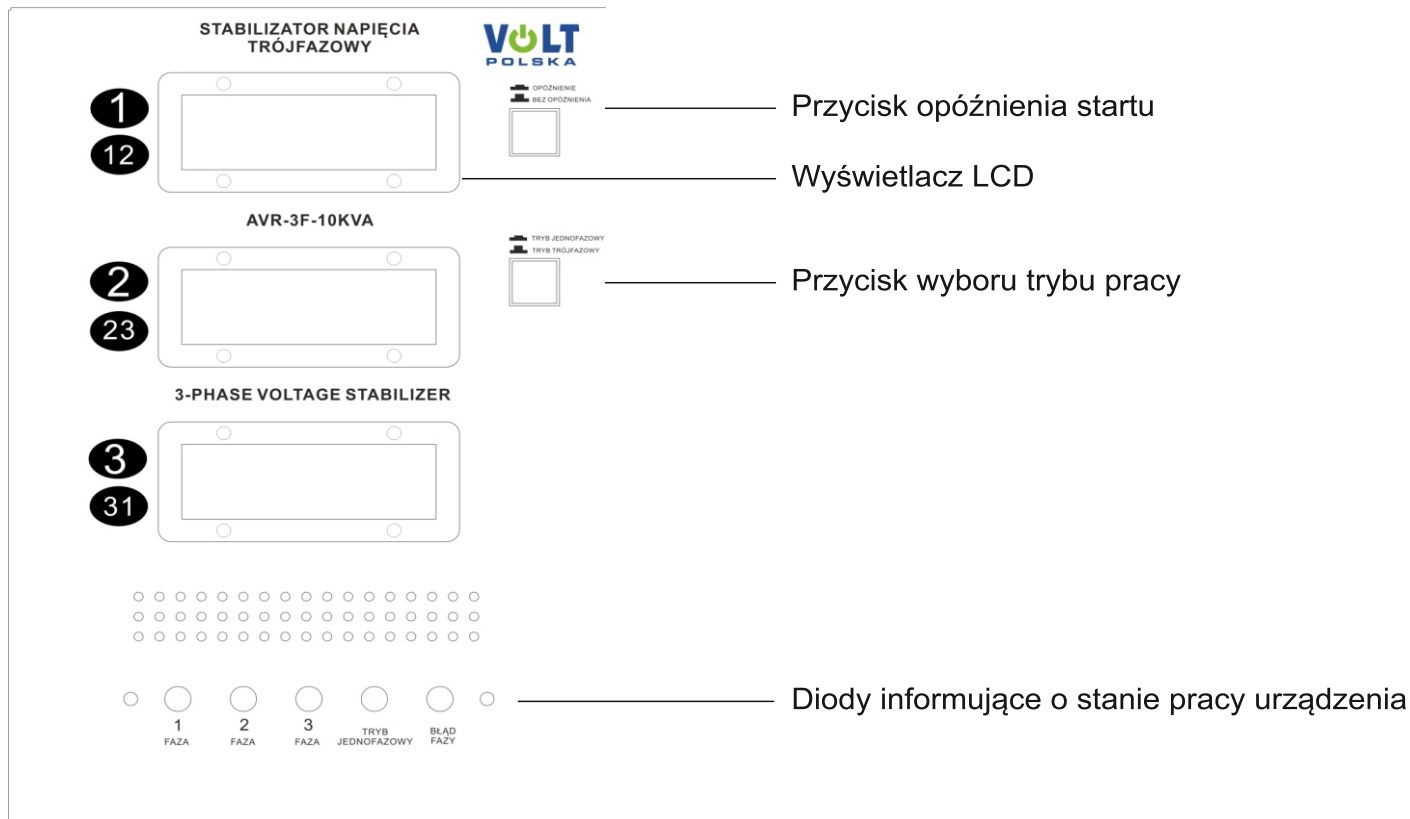 STABILIZATOR NAPIĘCIA
TRÓJFAZOWY
VOLT
POLSKA
1
12
OPÓŹNIENIE
BEZ OPÓŹNIENIA
Przycisk opóźnienia startu
Wyświetlacz LCD
AVR-3F-10KVA
2
23
TRYB JEDNOFAZOWY
TRYB TRÓJFAZOWY
Przycisk wyboru trybu pracy
3-PHASE VOLTAGE STABILIZER
3
31
Diody informujące o stanie pracy urządzenia
1
FAZA
2
FAZA
3
FAZA
TRYB
JEDNOFAZOWY
BŁĄD
FAZY